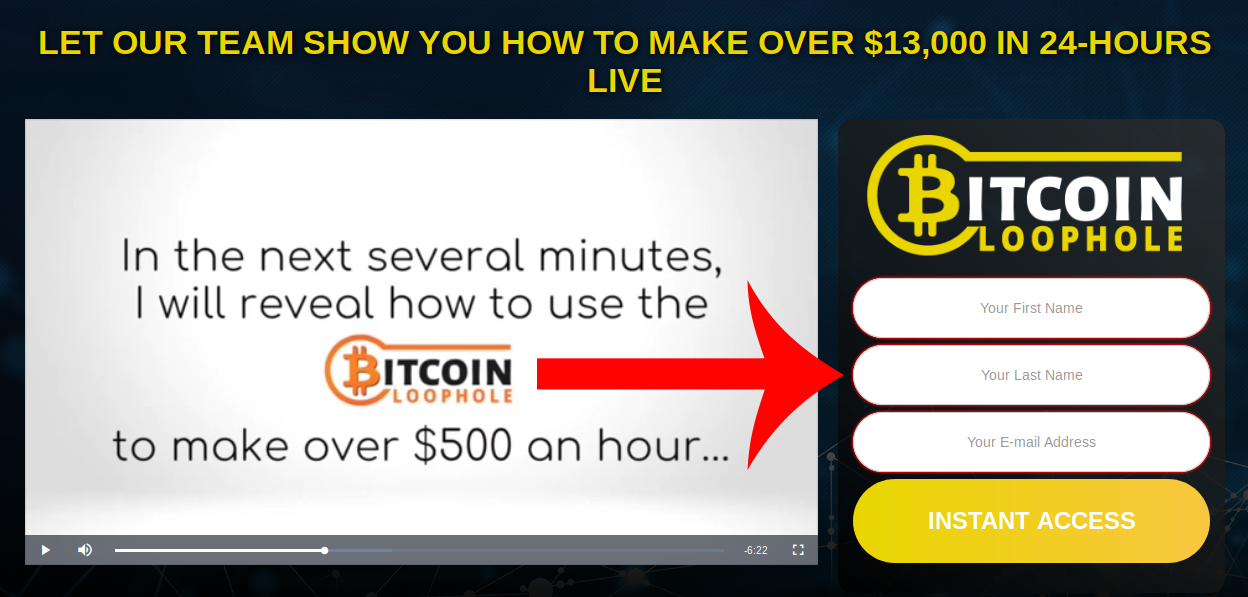 LET OUR TEAM SHOW YOU HOW TO MAKE OVER $13,000 IN 24-HOURS
LIVE
In the next several minutes,
I will reveal how to use the
BITCOIN
LOOPHOLE
to make over $500 an hour...
-6:22
BITCOIN
LOOPHOLE
Your First Name
Your Last Name
Your E-mail Address
INSTANT ACCESS